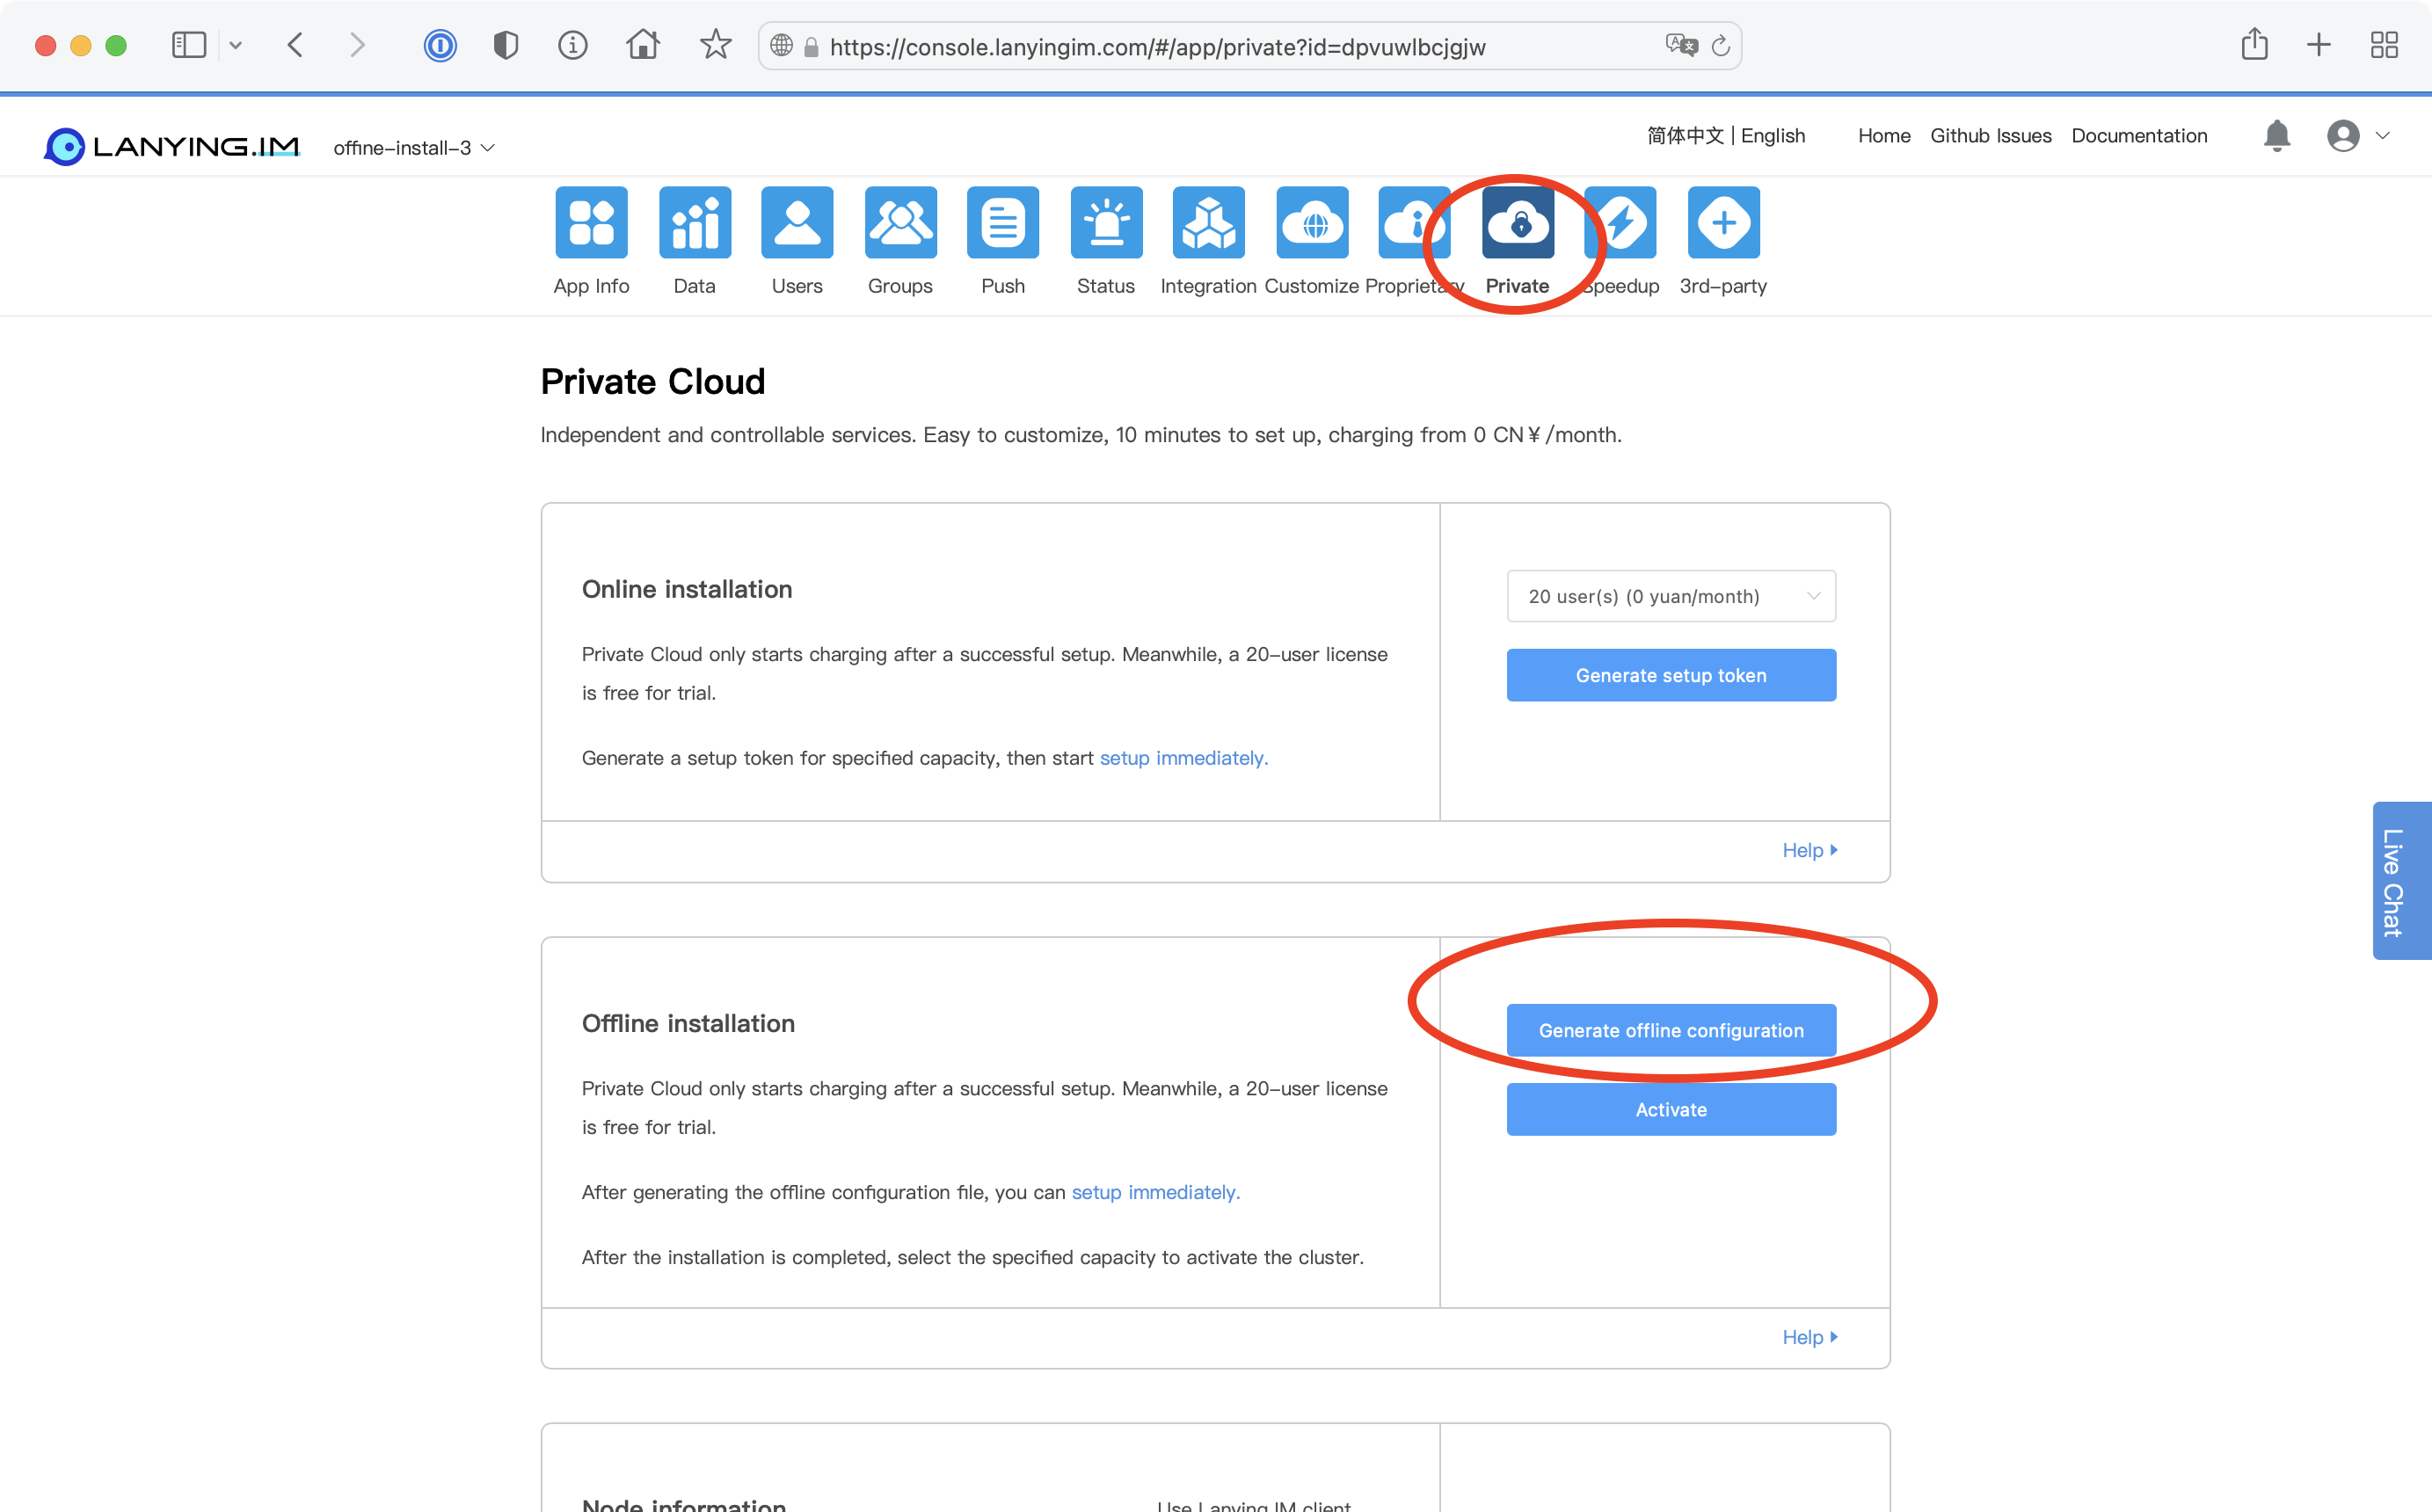 https://console.lanyingim.com/#/app/private?id=dpvuwlbcjgjw
LANYING.IM
offine-install-3
简体中文 | English
Home
Github Issues
Documentation
App Info
Data
Users
Groups
Push
Status
Integration
Customize
Proprietary
Private
Speedup
3rd-party
Private Cloud
Independent and controllable services. Easy to customize, 10 minutes to set up, charging from 0 CN¥/month.
Online installation
Private Cloud only starts charging after a successful setup. Meanwhile, a 20-user license
is free for trial.
Generate a setup token for specified capacity, then start setup immediately.
20 user(s) (0 yuan/month)
Generate setup token
Help
Live Chat
Offline installation
Private Cloud only starts charging after a successful setup. Meanwhile, a 20-user license
is free for trial.
After generating the offline configuration file, you can setup immediately.
After the installation is completed, select the specified capacity to activate the cluster.
Generate offline configuration
Activate
Help
Node information
Use Lanying IM client